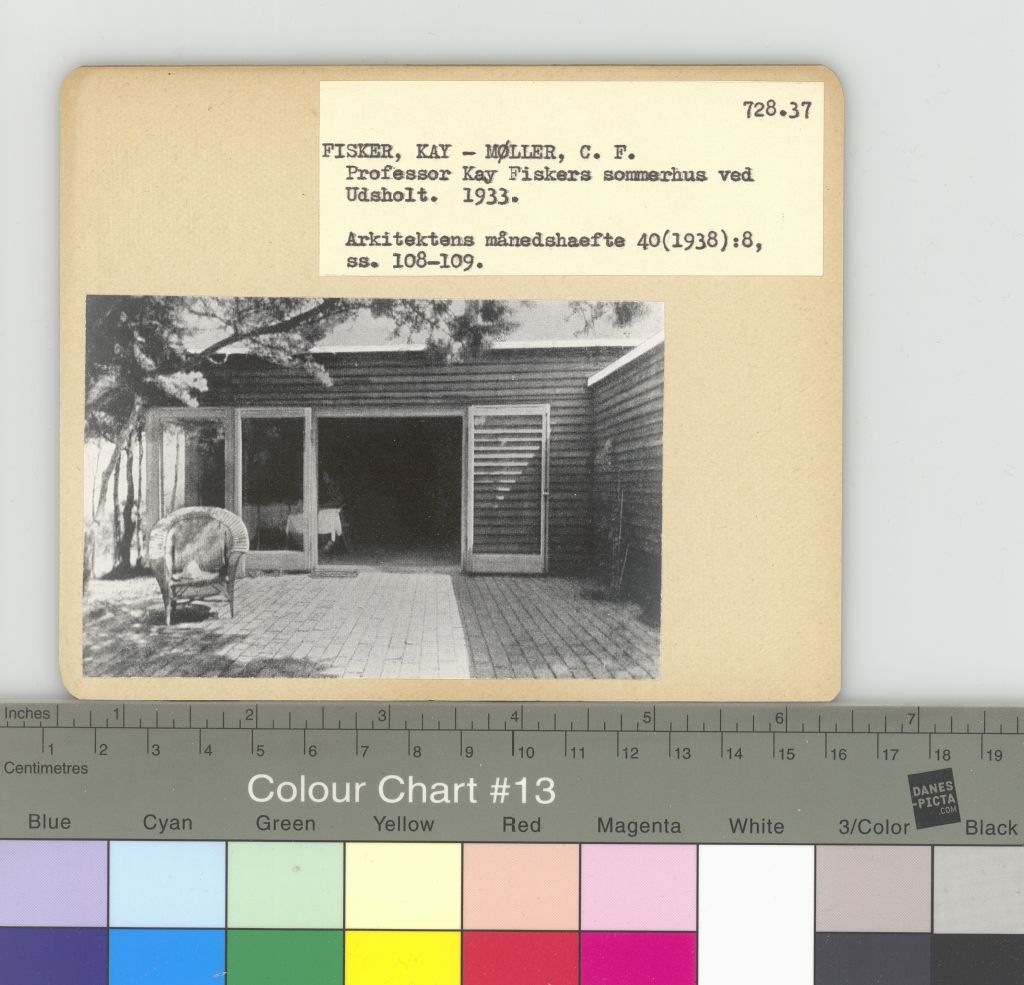 728.37
FISKER, KAY - MØLLER, C. F.
Professor Kay Fiskers sommerhus ved
Udsholt. 1933.
Arkitektens månedshaefte 40(1938):8,
ss. 108-109.
Inches 1 2 3 4 5 6 7
1 2 3 4 5 6 7 8 9 10 11 12 13 14 15 16 17 18 19
Centimetres
Colour Chart #13
DANES
-PICTA
.COM
Blue Cyan Green Yellow Red Magenta White 3/Color Black